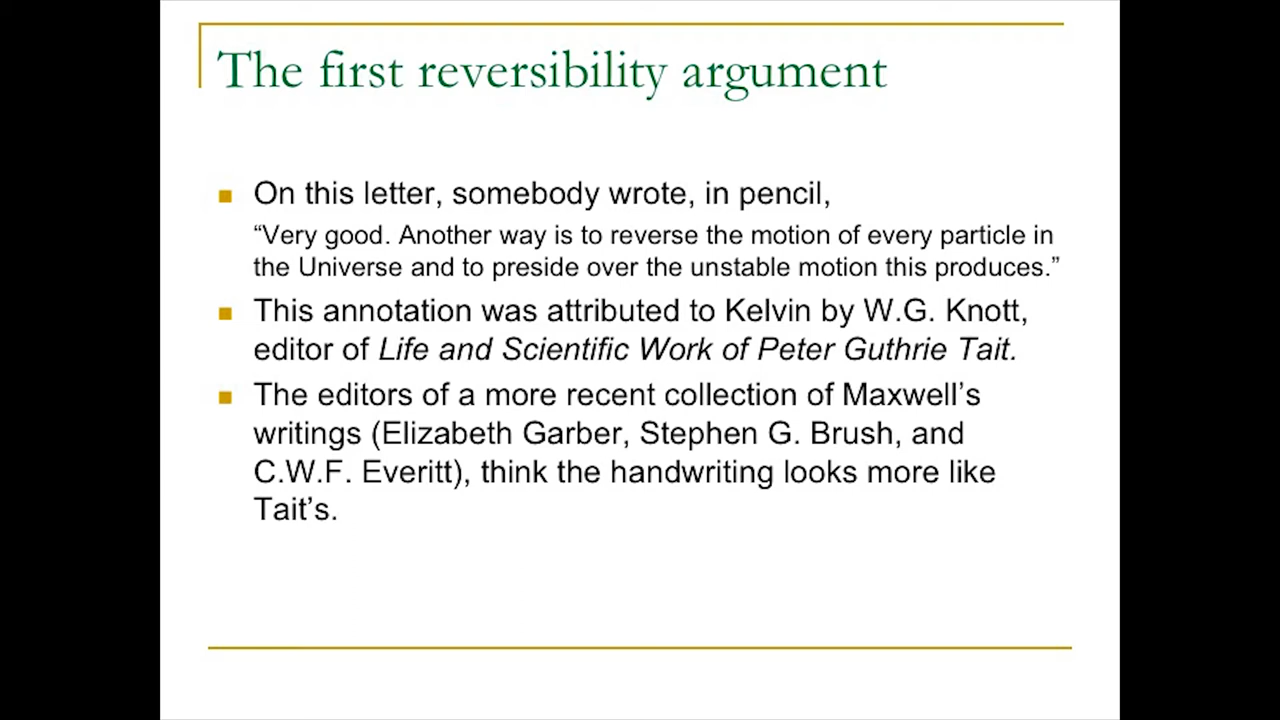 The first reversibility argument
On this letter, somebody wrote, in pencil,
“Very good. Another way is to reverse the motion of every particle in
the Universe and to preside over the unstable motion this produces.”
This annotation was attributed to Kelvin by W.G. Knott,
editor of Life and Scientific Work of Peter Guthrie Tait.
The editors of a more recent collection of Maxwell’s
writings (Elizabeth Garber, Stephen G. Brush, and
C.W.F. Everitt), think the handwriting looks more like
Tait’s.